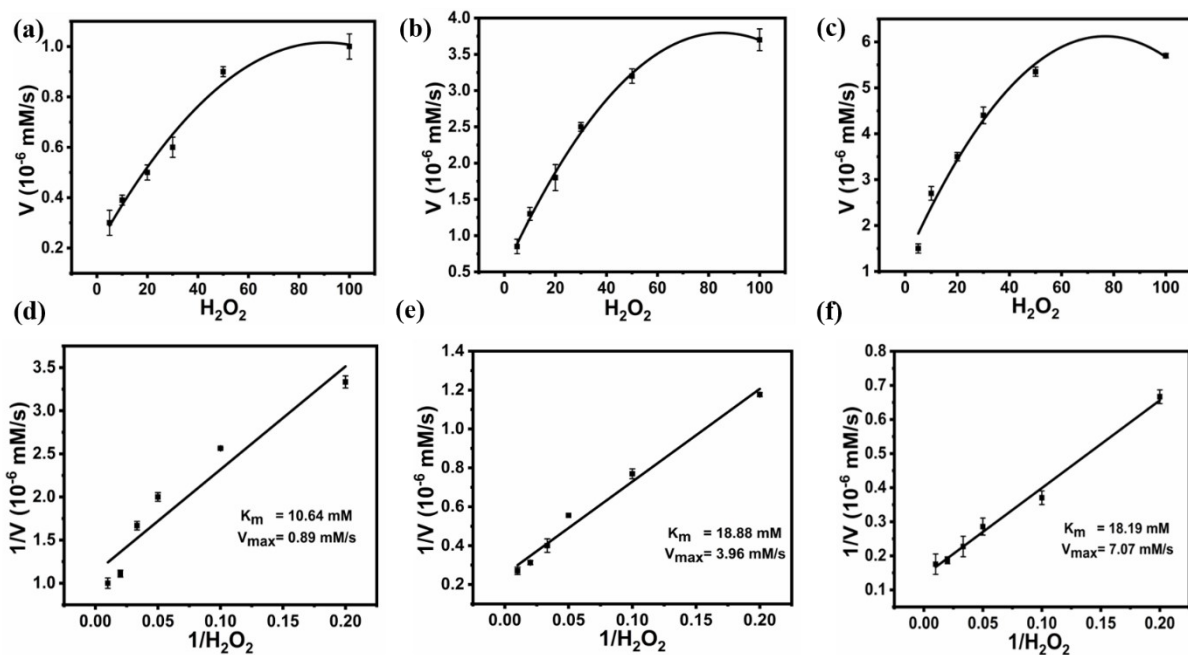 (a)
V (10⁻⁶ mM/s)
1.0
0.8
0.6
0.4
0.2
0 20 40 60 80 100
H₂O₂
(b)
V (10⁻⁶ mM/s)
4.0
3.5
3.0
2.5
2.0
1.5
1.0
0.5
0 20 40 60 80 100
H₂O₂
(c)
V (10⁻⁶ mM/s)
6
5
4
3
2
1
0 20 40 60 80 100
H₂O₂
(d)
1/V (10⁻⁶ mM/s)
3.5
3.0
2.5
2.0
1.5
1.0
Kₘ = 10.64 mM
Vmax= 0.89 mM/s
0.00 0.05 0.10 0.15 0.20
1/H₂O₂
(e)
1/V (10⁻⁶ mM/s)
1.4
1.2
1.0
0.8
0.6
0.4
0.2
Kₘ = 18.88 mM
Vmax= 3.96 mM/s
0.00 0.05 0.10 0.15 0.20
1/H₂O₂
(f)
1/V (10⁻⁶ mM/s)
0.8
0.7
0.6
0.5
0.4
0.3
0.2
0.1
Kₘ = 18.19 mM
Vmax= 7.07 mM/s
0.00 0.05 0.10 0.15 0.20
1/H₂O₂